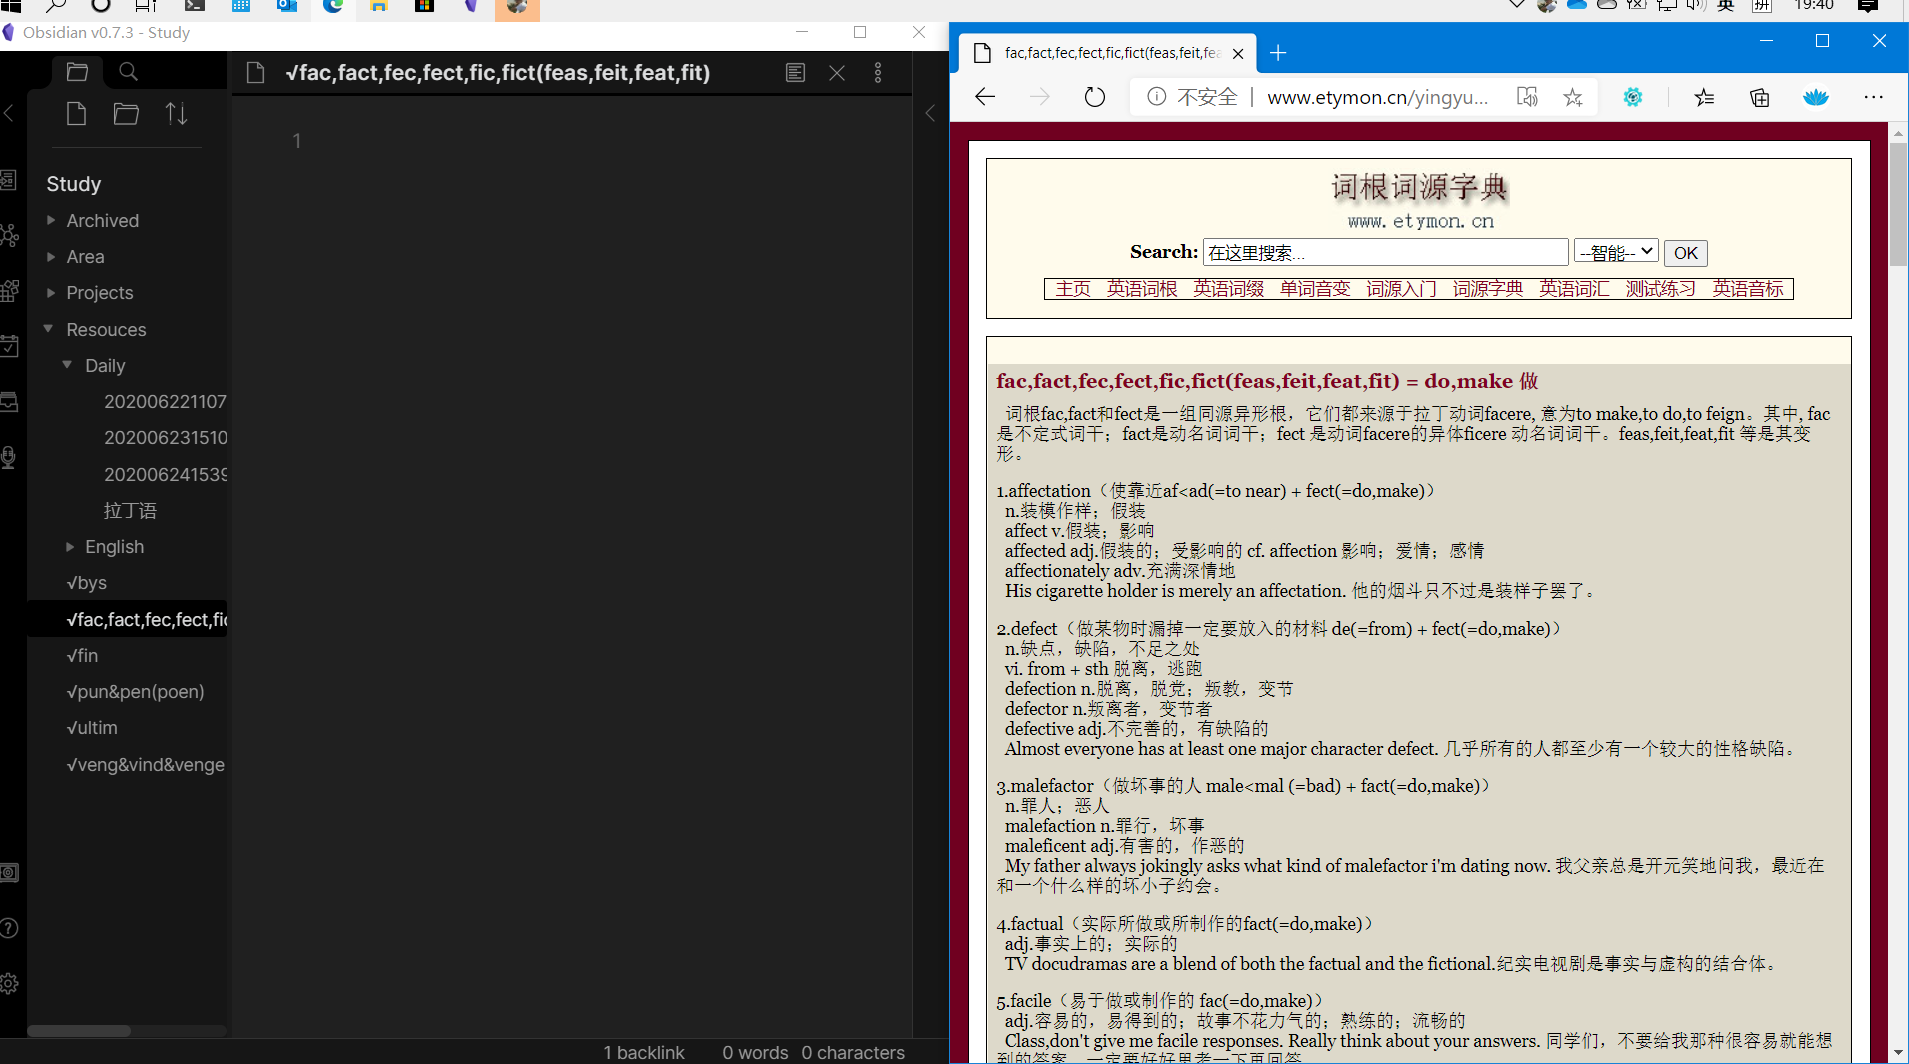 19:40
英
拼
Obsidian v0.7.3 - Study
√fac,fact,fec,fect,fic,fict(feas,feit,feat,fit)
1
Study
Archived
Area
Projects
Resouces
Daily
202006221107
202006231510
202006241539
拉丁语
English
√bys
√fac,fact,fec,fect,fic
√fin
√pun&pen(poen)
√ultim
√veng&vind&venge
1 backlink
0 words
0 characters
fac,fact,fec,fect,fic,fict(feas,feit,fea
不安全
www.etymon.cn/yingyu...
词根词源字典
www.etymon.cn
Search: 在这里搜索... --智能-- OK
主页 英语词根 英语词缀 单词音变 词源入门 词源字典 英语词汇 测试练习 英语音标
fac,fact,fec,fect,fic,fict(feas,feit,feat,fit) = do,make 做
词根fac,fact和fect是一组同源异形根，它们都来源于拉丁动词facere, 意为to make,to do,to feign。其中, fac
是不定式词干；fact是动名词词干；fect 是动词facere的异体ficere 动名词词干。feas,feit,feat,fit 等是其变
形。
1.affectation（使靠近af<ad(=to near) + fect(=do,make)）
n.装模作样；假装
affect v.假装；影响
affected adj.假装的；受影响的 cf. affection 影响；爱情；感情
affectionately adv.充满深情地
His cigarette holder is merely an affectation. 他的烟斗只不过是装样子罢了。
2.defect（做某物时漏掉一定要放入的材料 de(=from) + fect(=do,make)）
n.缺点，缺陷，不足之处
vi. from + sth 脱离，逃跑
defection n.脱离，脱党；叛教，变节
defector n.叛离者，变节者
defective adj.不完善的，有缺陷的
Almost everyone has at least one major character defect. 几乎所有的人都至少有一个较大的性格缺陷。
3.malefactor（做坏事的人 male<mal (=bad) + fact(=do,make)）
n.罪人；恶人
malefaction n.罪行，坏事
maleficent adj.有害的，作恶的
My father always jokingly asks what kind of malefactor i'm dating now. 我父亲总是开元笑地问我，最近在
和一个什么样的坏小子约会。
4.factual（实际所做或所制作的fact(=do,make)）
adj.事实上的；实际的
TV docudramas are a blend of both the factual and the fictional.纪实电视剧是事实与虚构的结合体。
5.facile（易于做或制作的 fac(=do,make)）
adj.容易的，易得到的；故事不花力气的；熟练的；流畅的
Class,don't give me facile responses. Really think about your answers. 同学们，不要给我那种很容易就能想
到的答案，一定要好好思考一下再回答